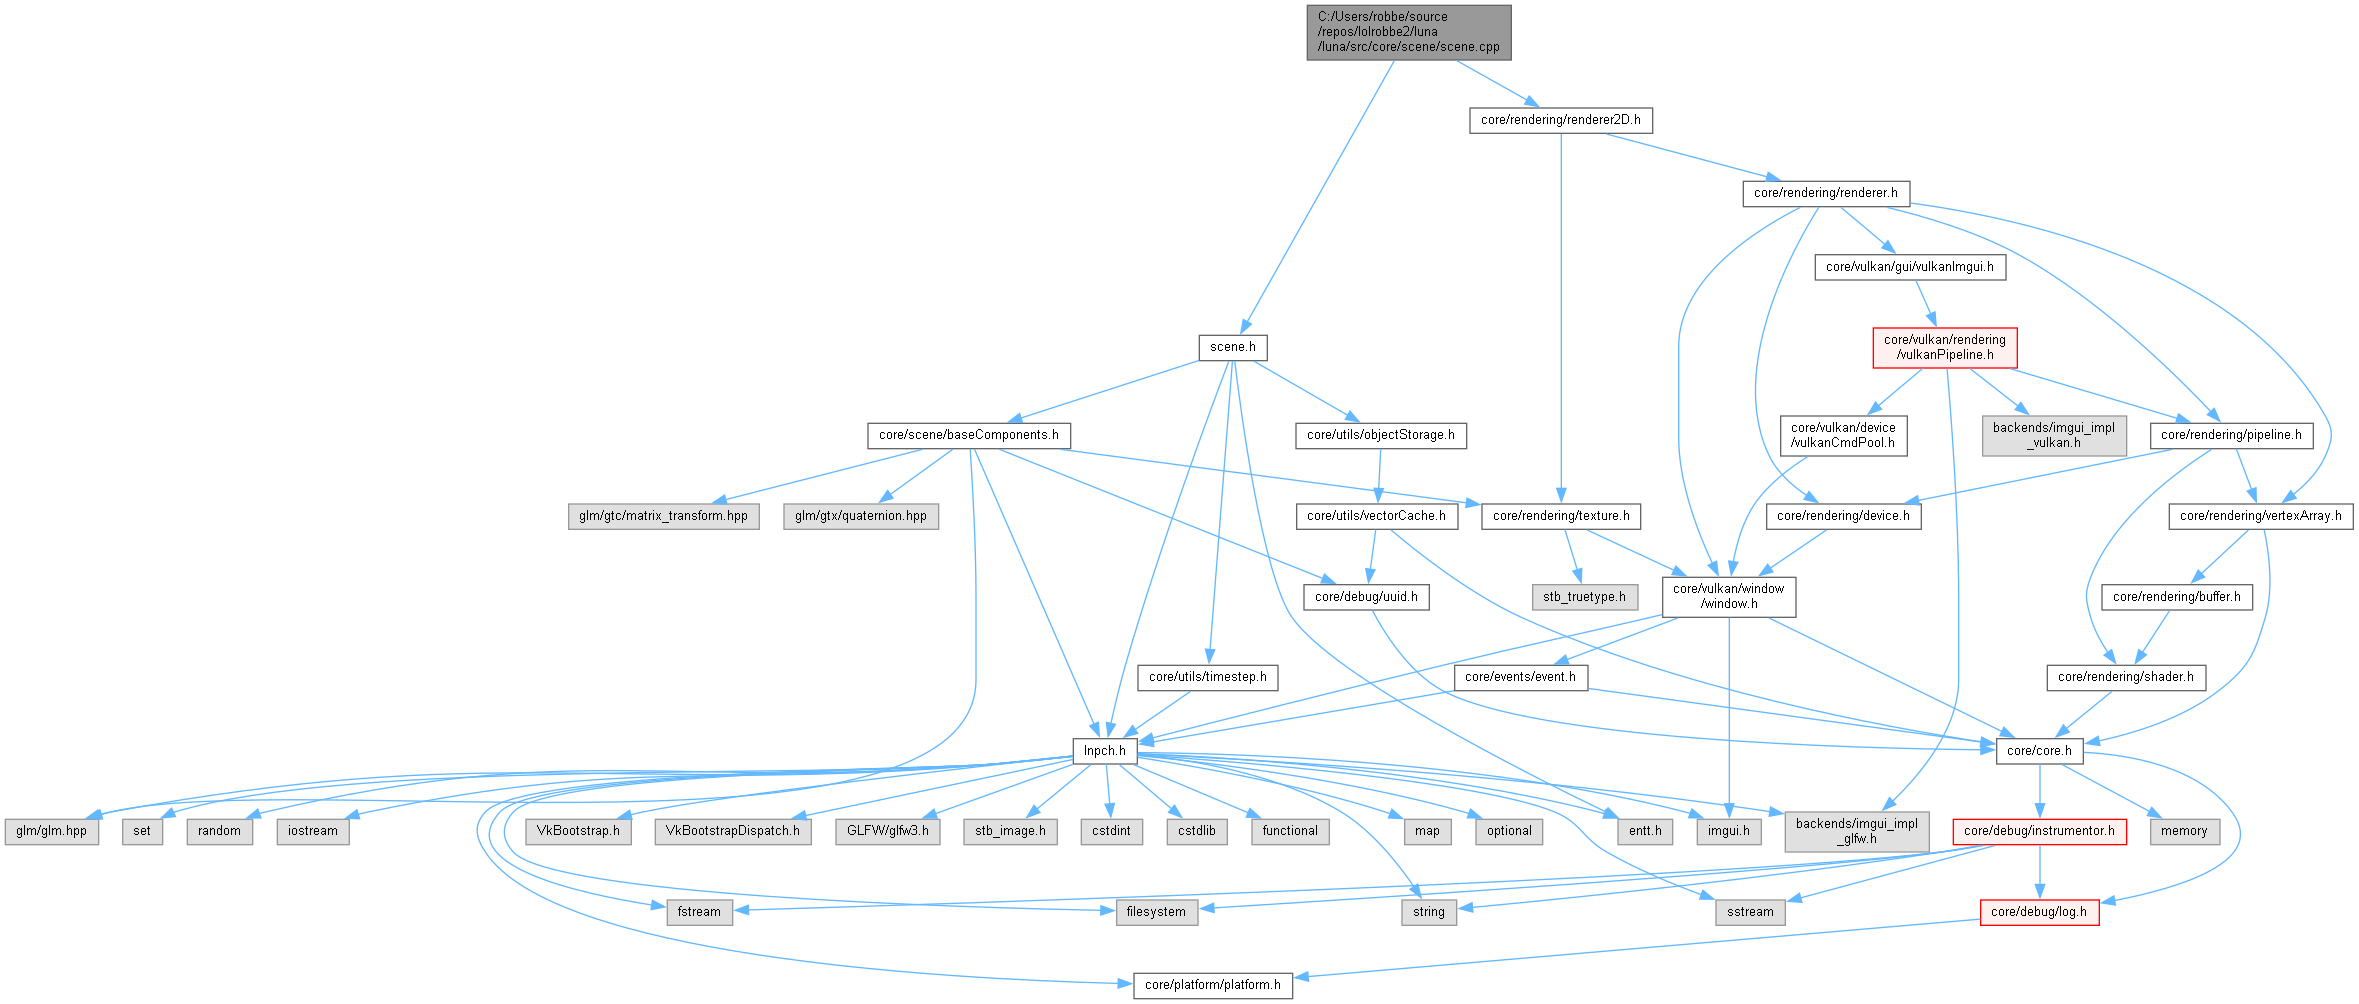 C:/Users/robbe/source
/repos/lolrobbe2/luna
/luna/src/core/scene/scene.cpp
core/rendering/renderer2D.h
core/rendering/renderer.h
core/vulkan/gui/vulkanImgui.h
scene.h
core/vulkan/rendering
/vulkanPipeline.h
core/scene/baseComponents.h
core/utils/objectStorage.h
core/vulkan/device
/vulkanCmdPool.h
backends/imgui_impl
_vulkan.h
core/rendering/pipeline.h
glm/gtc/matrix_transform.hpp
glm/gtx/quaternion.hpp
core/utils/vectorCache.h
core/rendering/texture.h
core/rendering/device.h
core/rendering/vertexArray.h
core/debug/uuid.h
stb_truetype.h
core/vulkan/window
/window.h
core/rendering/buffer.h
core/utils/timestep.h
core/events/event.h
core/rendering/shader.h
lnpch.h
core/core.h
glm/glm.hpp
set
random
iostream
VkBootstrap.h
VkBootstrapDispatch.h
GLFW/glfw3.h
stb_image.h
cstdint
cstdlib
functional
map
optional
entt.h
imgui.h
backends/imgui_impl
_glfw.h
core/debug/instrumentor.h
memory
fstream
filesystem
string
sstream
core/debug/log.h
core/platform/platform.h